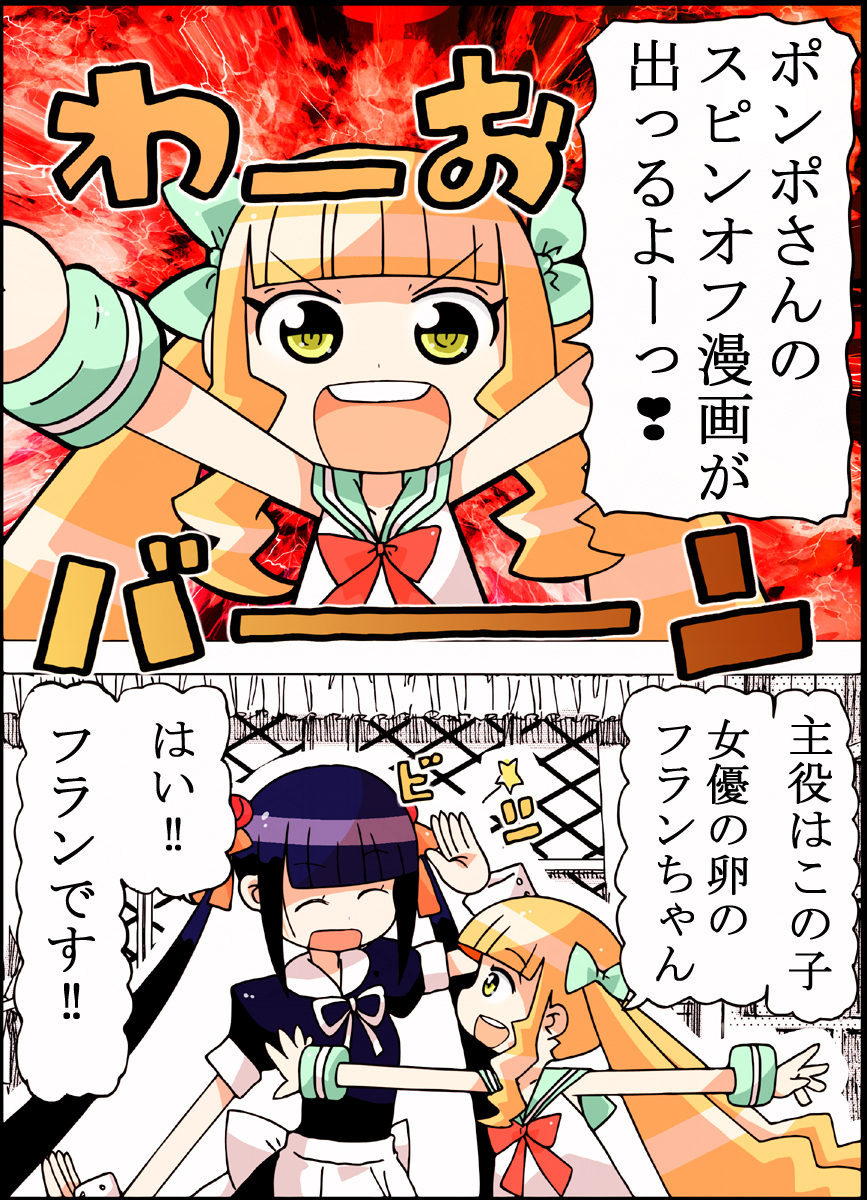 わーお
ポンポさんの
スピンオフ漫画が
出っるよーっ❣
バーン
主役はこの子
女優の卵の
フランちゃん
ビッ
はい!!
フランです!!